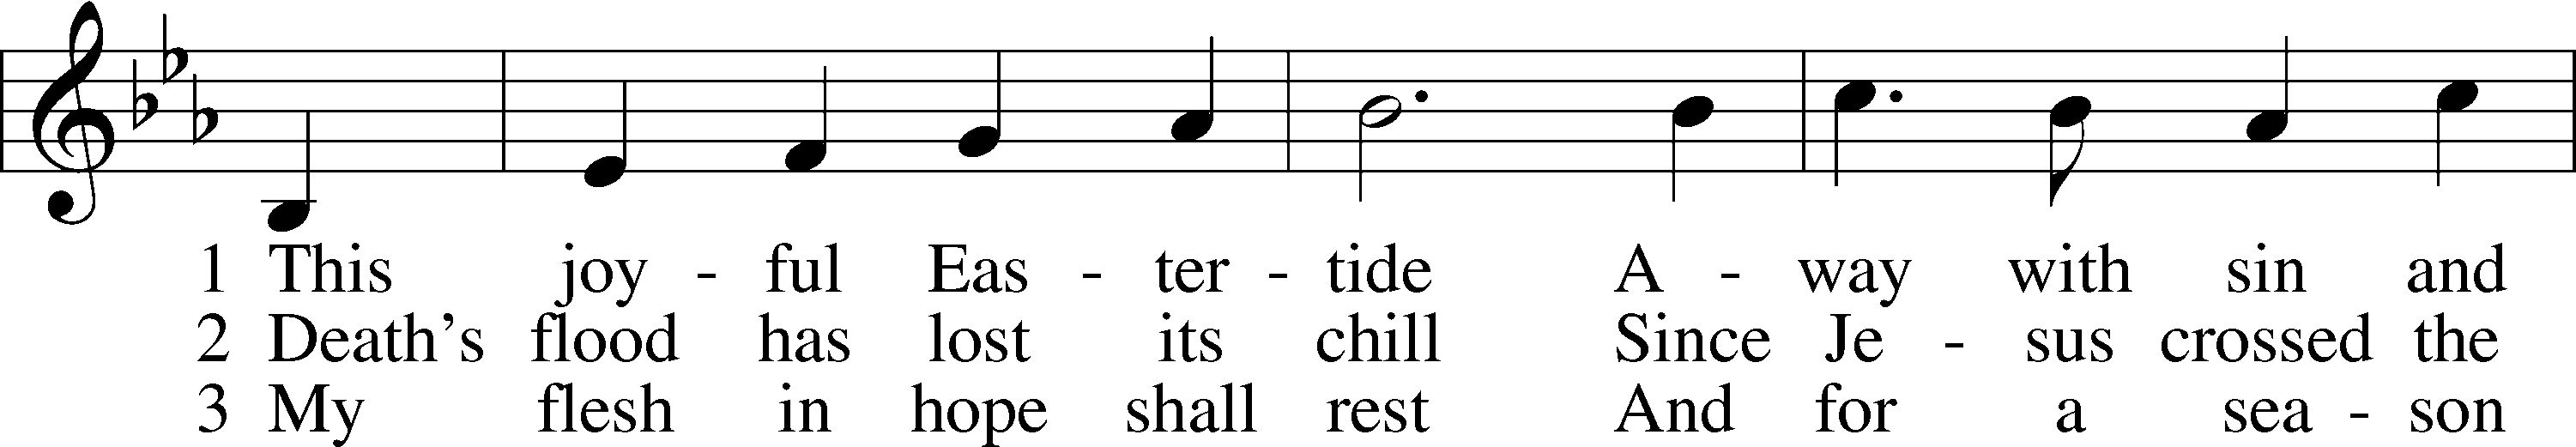 1 This joy - ful Eas - ter - tide A - way with sin and
2 Death's flood has lost its chill Since Je - sus crossed the
3 My flesh in hope shall rest And for a sea - son